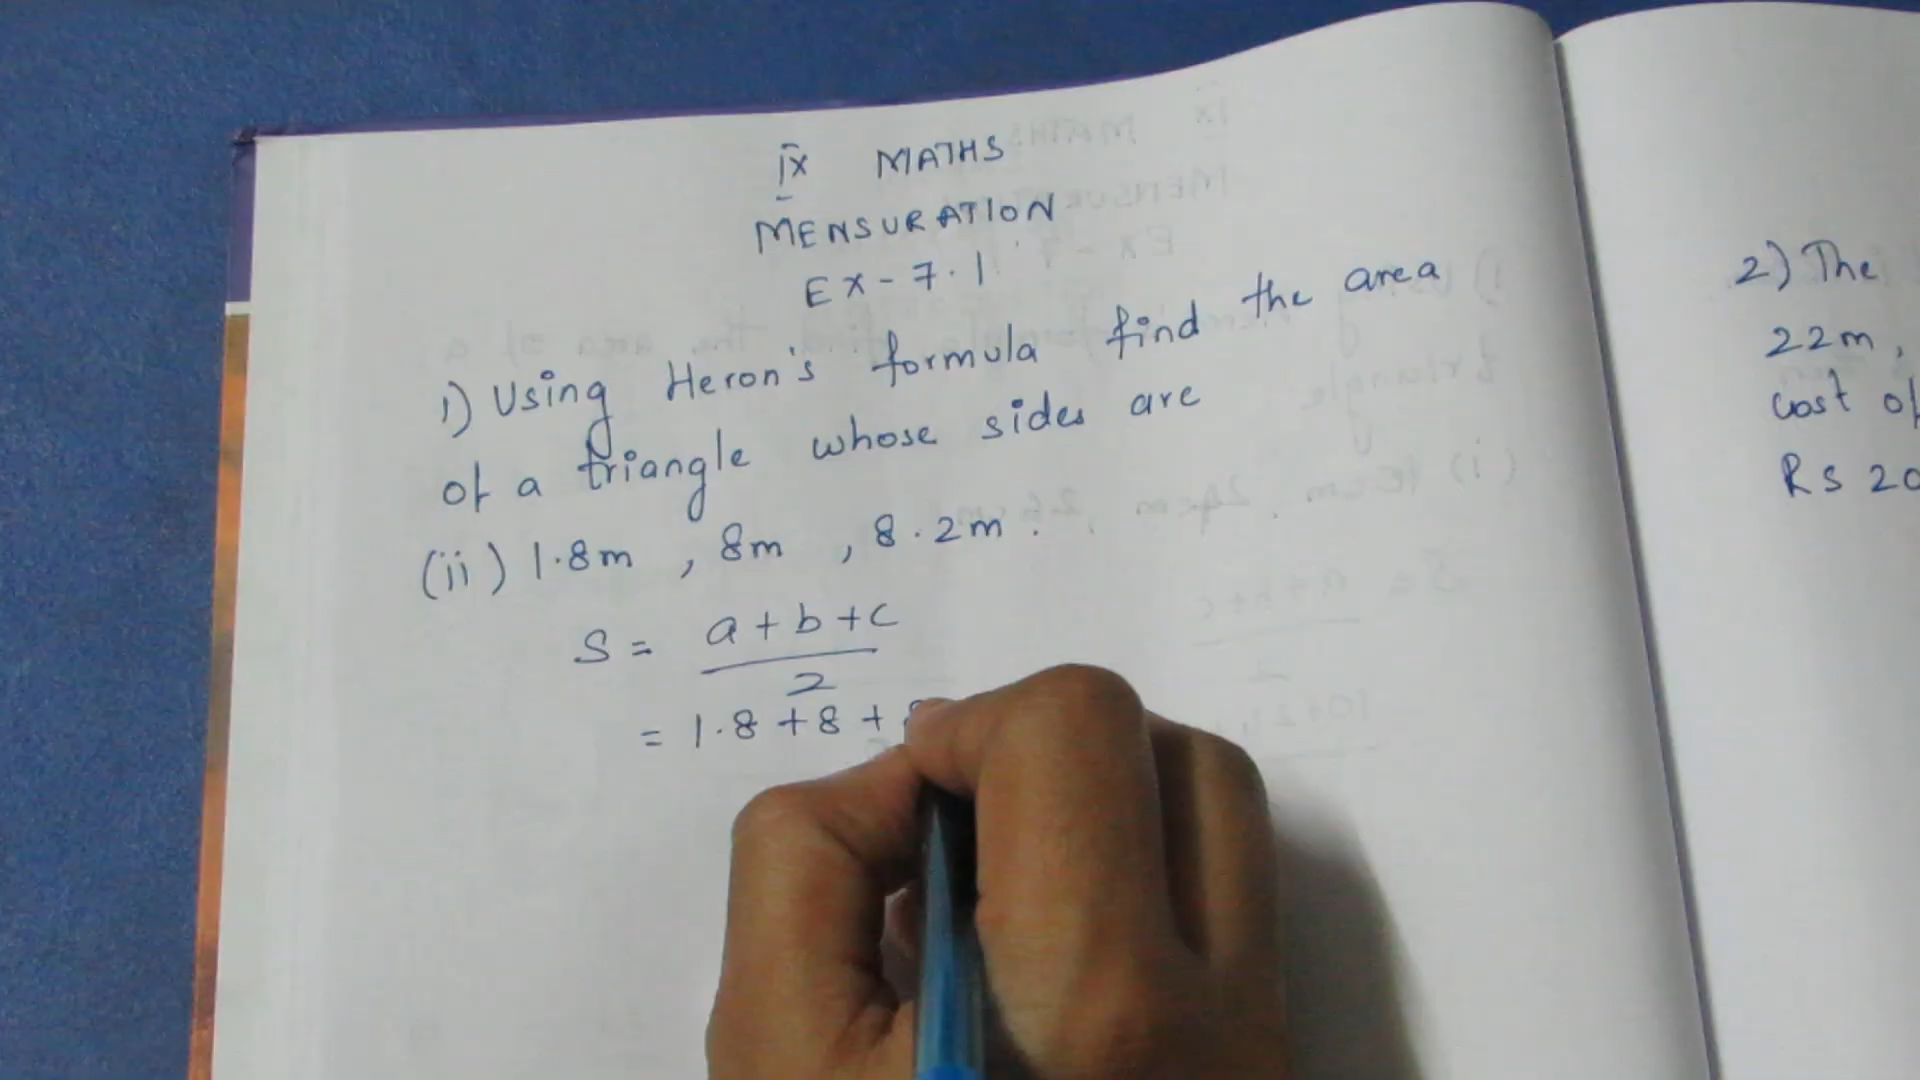 IX MATHS
MENSURATION
Ex - 7.1
1) Using Heron's formula find the area
of a triangle whose sides are
(ii) 1.8m , 8m , 8.2m .
S = a + b + c
2
= 1.8 + 8 +
2) The
22m ,
cost of
Rs 20